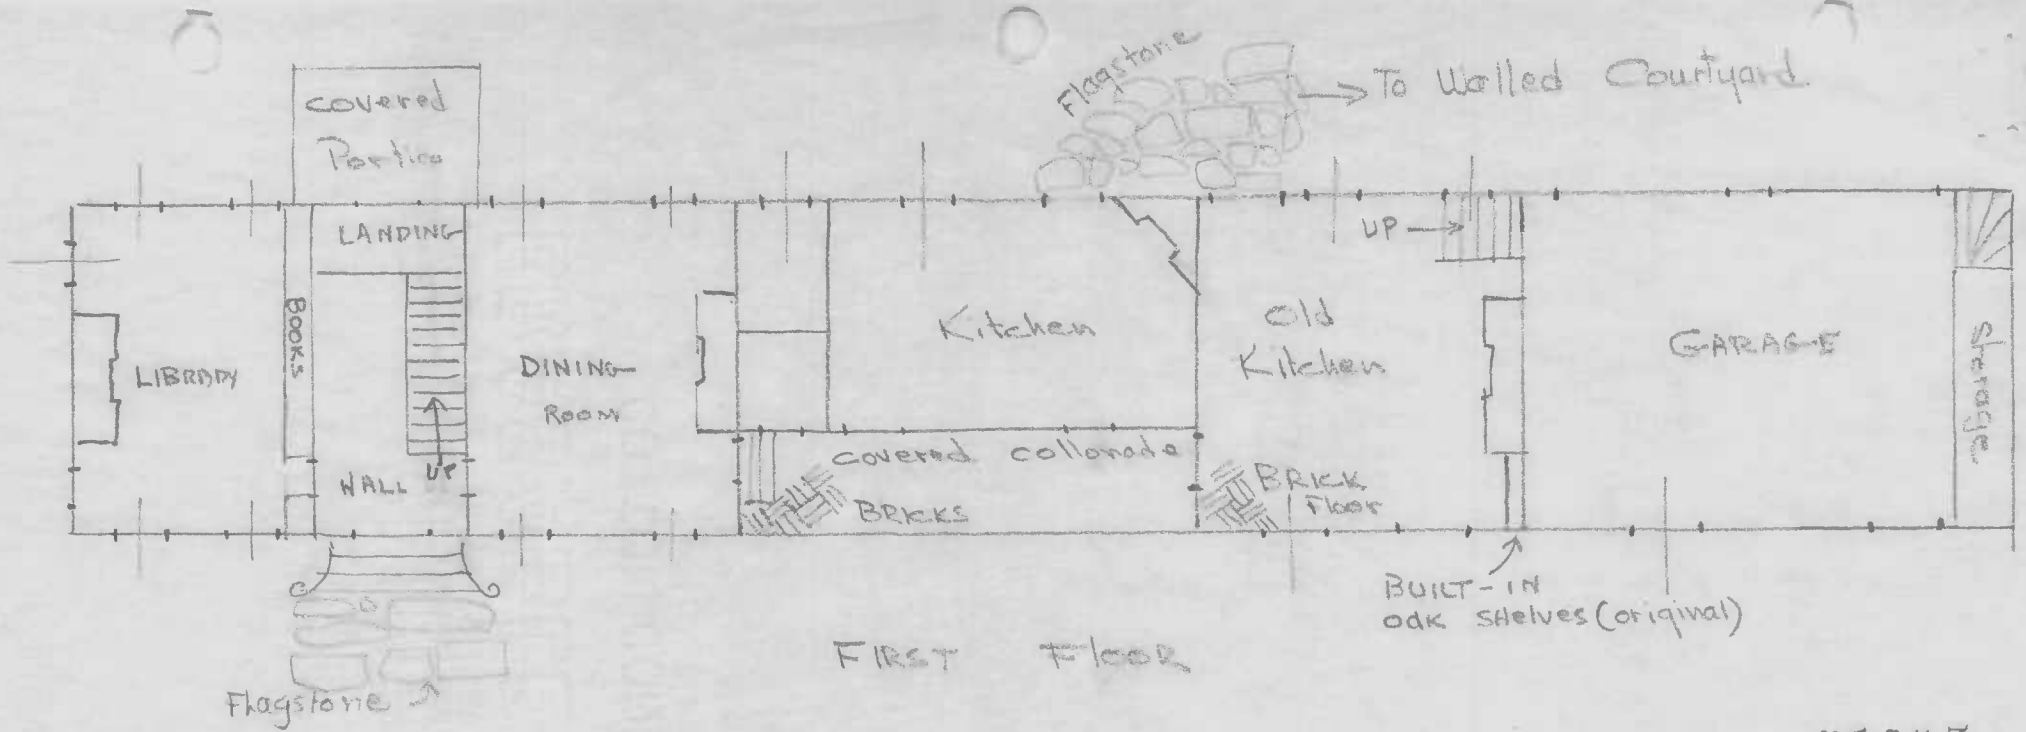 Flagstone
To Walled Courtyard
covered
Portico
LANDING
UP
BOOKS
LIBRARY
DINING
ROOM
Kitchen
Old
Kitchen
GARAGE
Storage
UP
HALL
covered collonade
BRICKS
BRICK
Floor
BUILT-IN
oak SHelves (original)
FIRST Floor
Flagstone